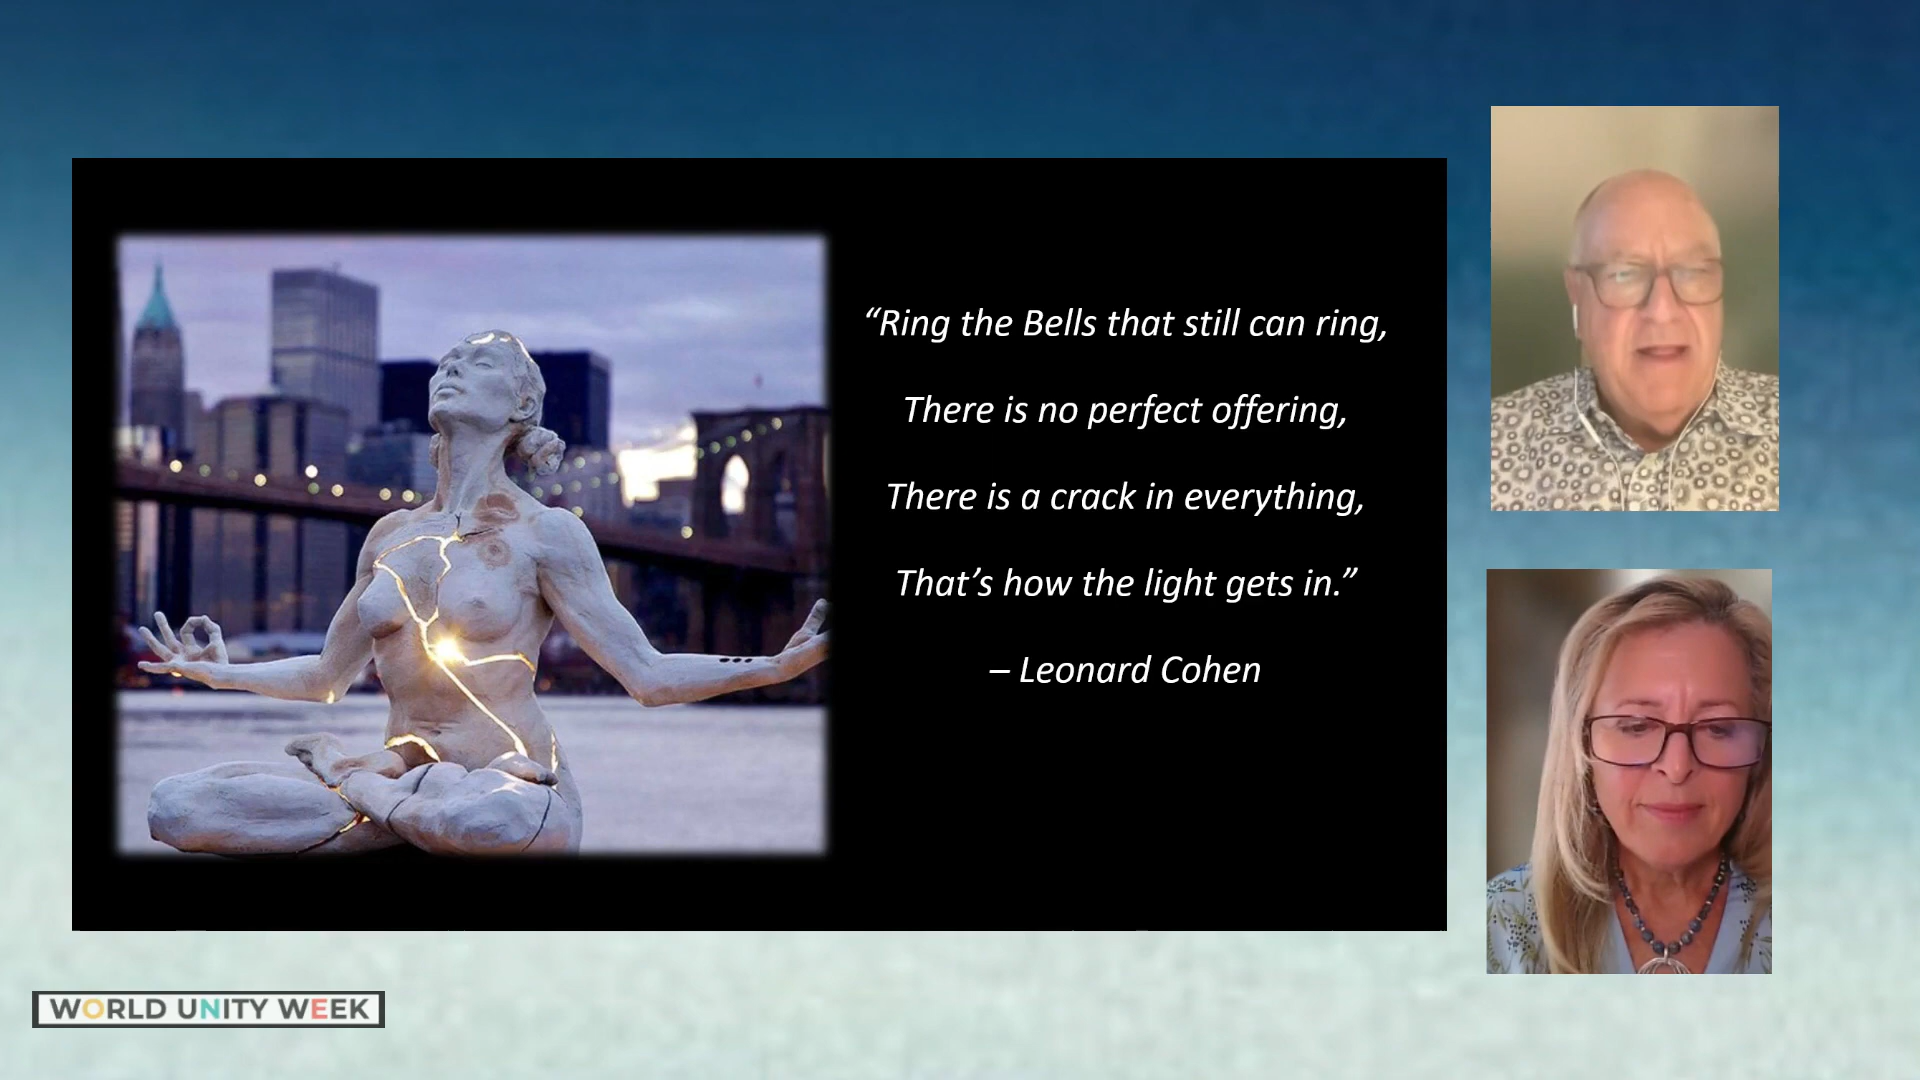 “Ring the Bells that still can ring,
There is no perfect offering,
There is a crack in everything,
That’s how the light gets in.”
– Leonard Cohen
WORLD UNITY WEEK